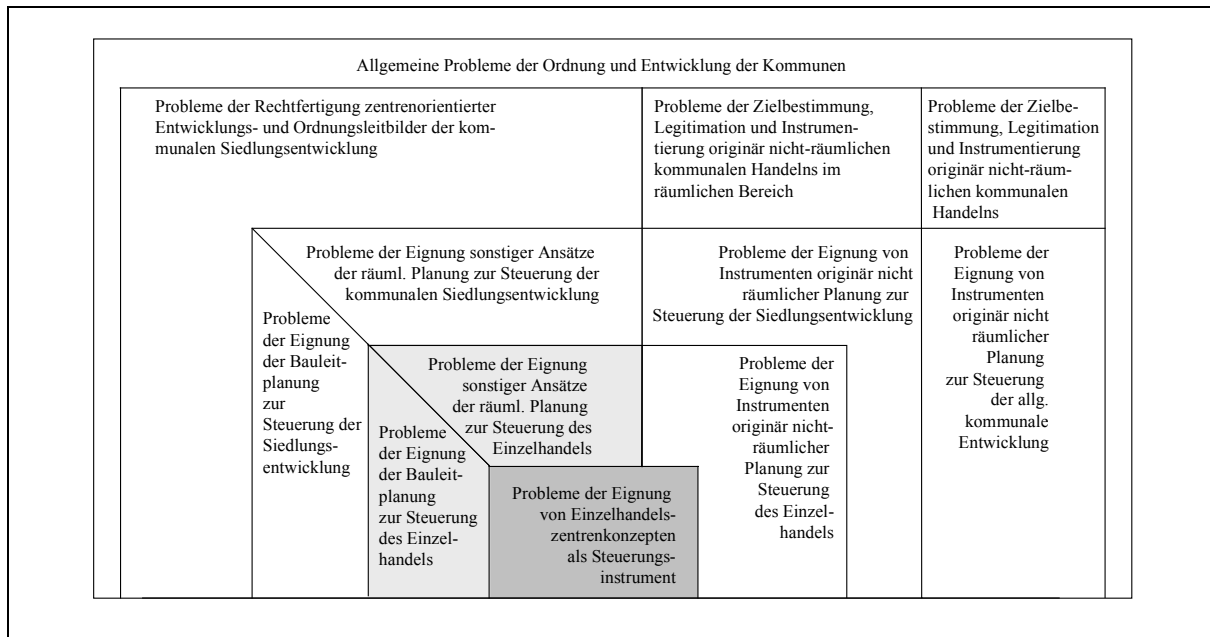 Allgemeine Probleme der Ordnung und Entwicklung der Kommunen
Probleme der Rechtfertigung zentrenorientierter
Entwicklungs- und Ordnungsleitbilder der kom-
munalen Siedlungsentwicklung
Probleme der Zielbestimmung,
Legitimation und Instrumen-
tierung originär nicht-räumlichen
kommunalen Handelns im
räumlichen Bereich
Probleme der Zielbe-
stimmung, Legitimation
und Instrumentierung
originär nicht-räum-
lichen kommunalen
Handelns
Probleme der Eignung sonstiger Ansätze
der räuml. Planung zur Steuerung der
kommunalen Siedlungsentwicklung
Probleme der Eignung von
Instrumenten originär nicht
räumlicher Planung zur
Steuerung der Siedlungsentwicklung
Probleme der
Eignung von
Instrumenten
originär nicht
räumlicher
Planung
zur Steuerung
der allg.
kommunale
Entwicklung
Probleme
der Eignung
der Bauleit-
planung
zur
Steuerung der
Siedlungs-
entwicklung
Probleme der Eignung
sonstiger Ansätze
der räuml. Planung
zur Steuerung des
Einzelhandels
Probleme der
Eignung von
Instrumenten
originär nicht-
räumlicher
Planung zur
Steuerung
des Einzel-
handels
Probleme
der Eignung
der Bauleit-
planung
zur Steuerung
des Einzel-
handels
Probleme der Eignung
von Einzelhandels-
zentrenkonzepten
als Steuerungs-
instrument